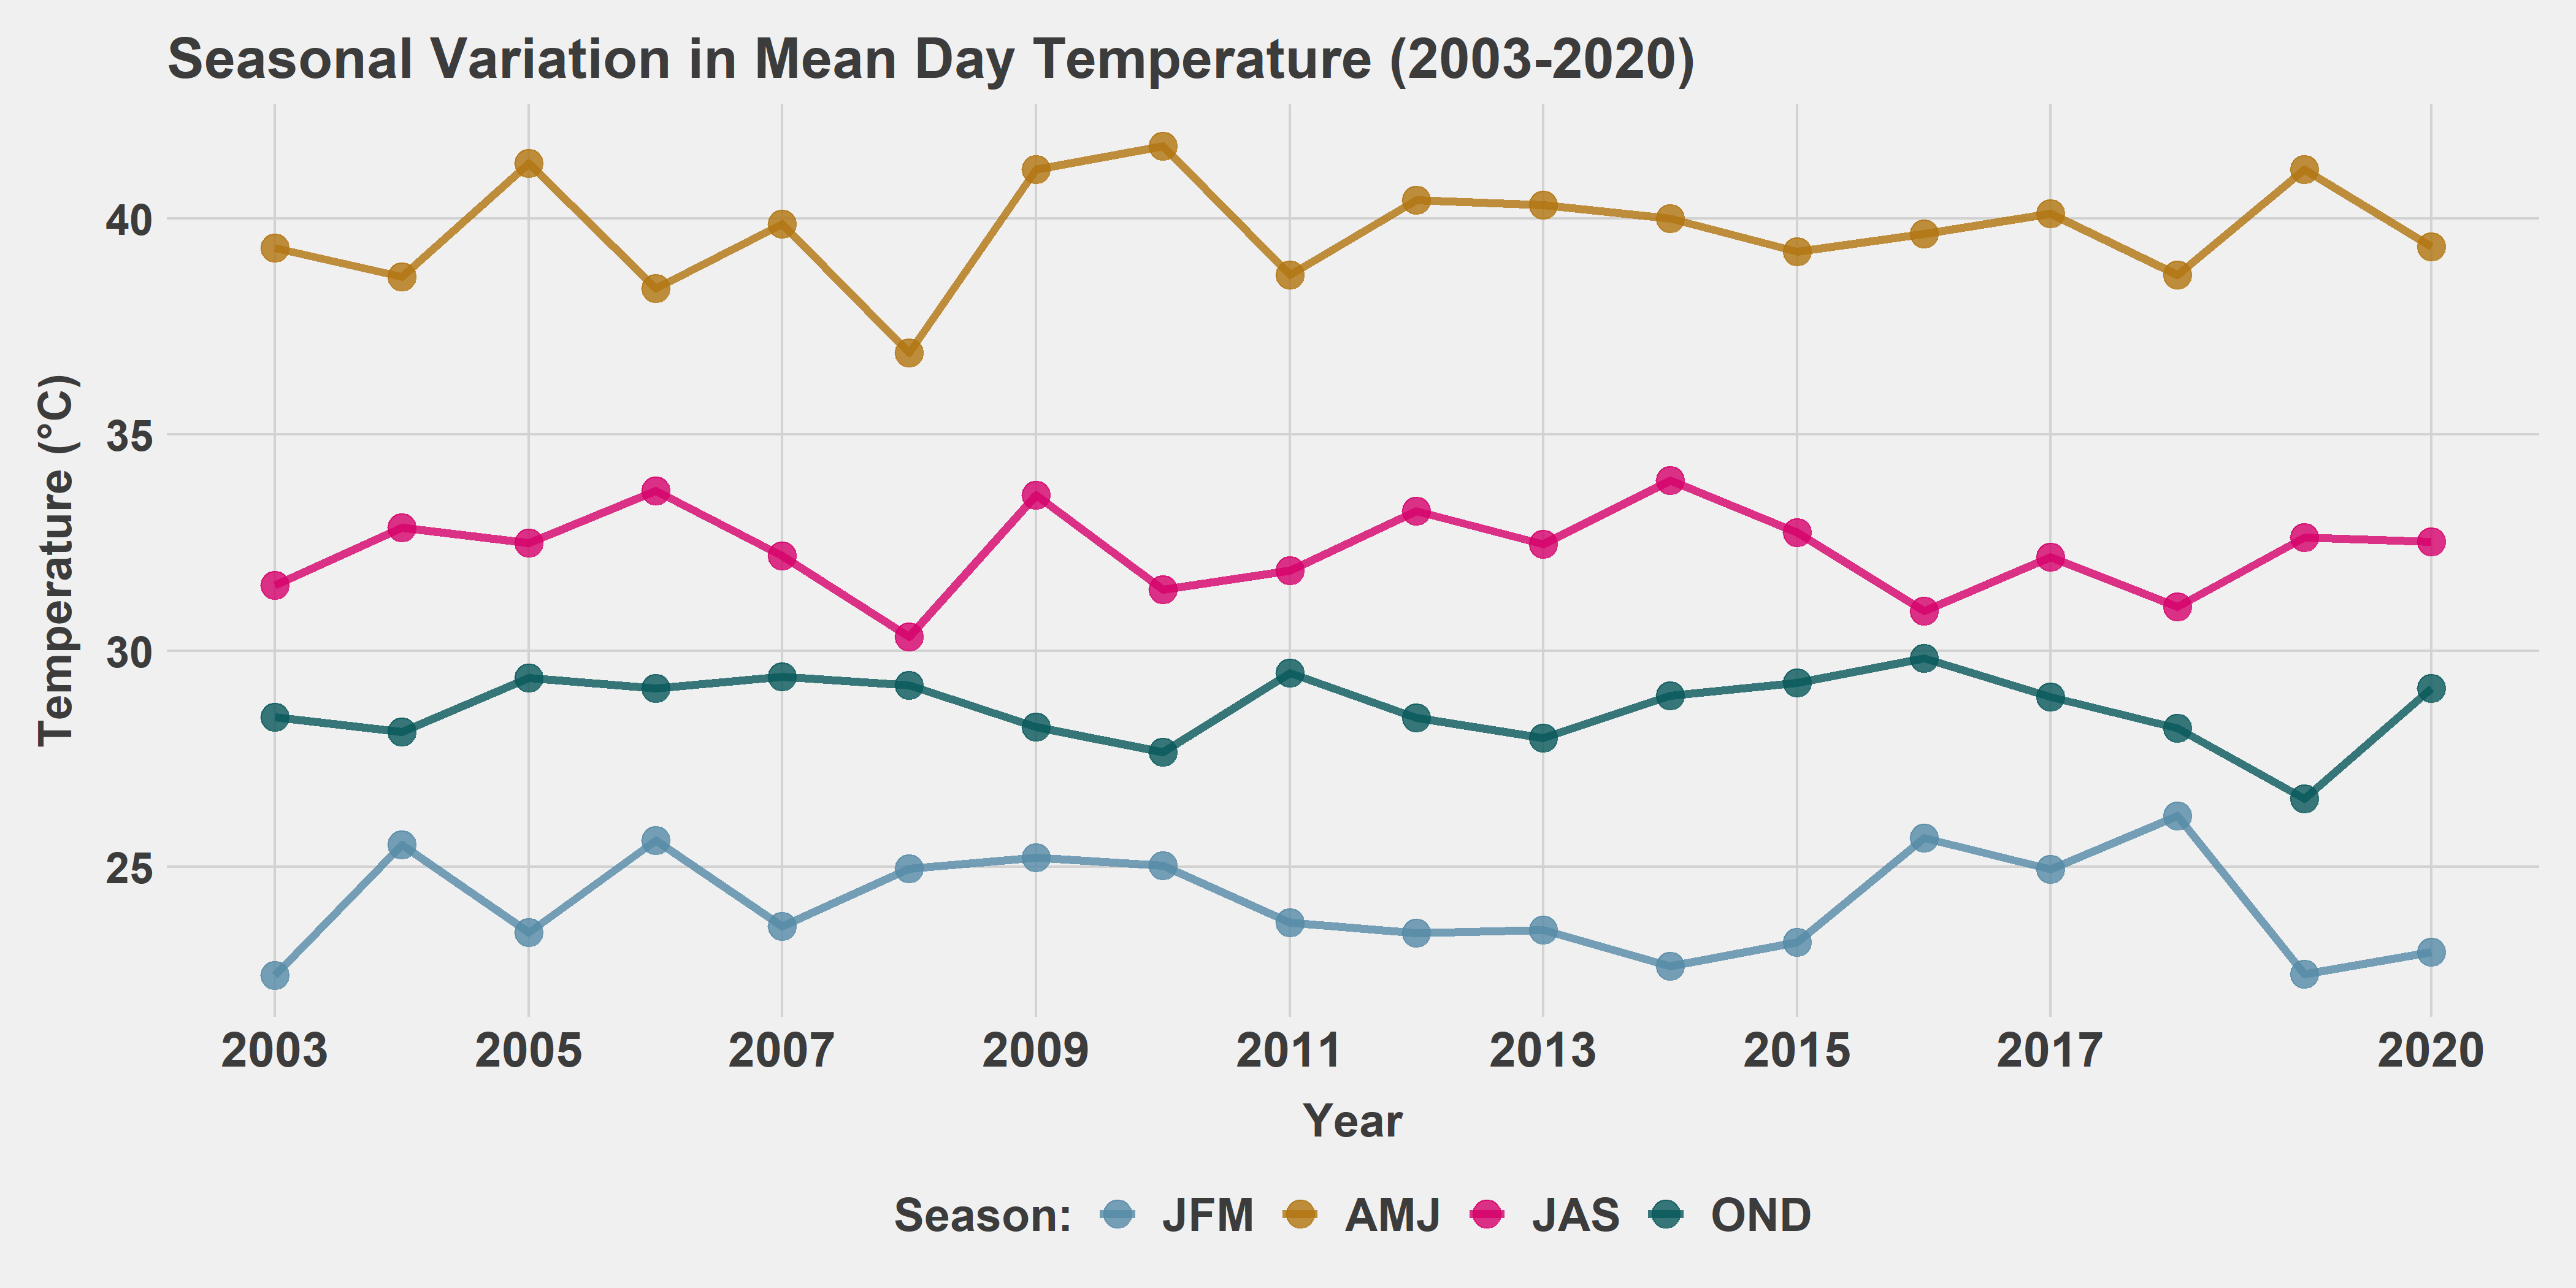 Seasonal Variation in Mean Day Temperature (2003-2020)
Temperature (°C)
40
35
30
25
2003 2005 2007 2009 2011 2013 2015 2017 2020
Year
Season: JFM AMJ JAS OND